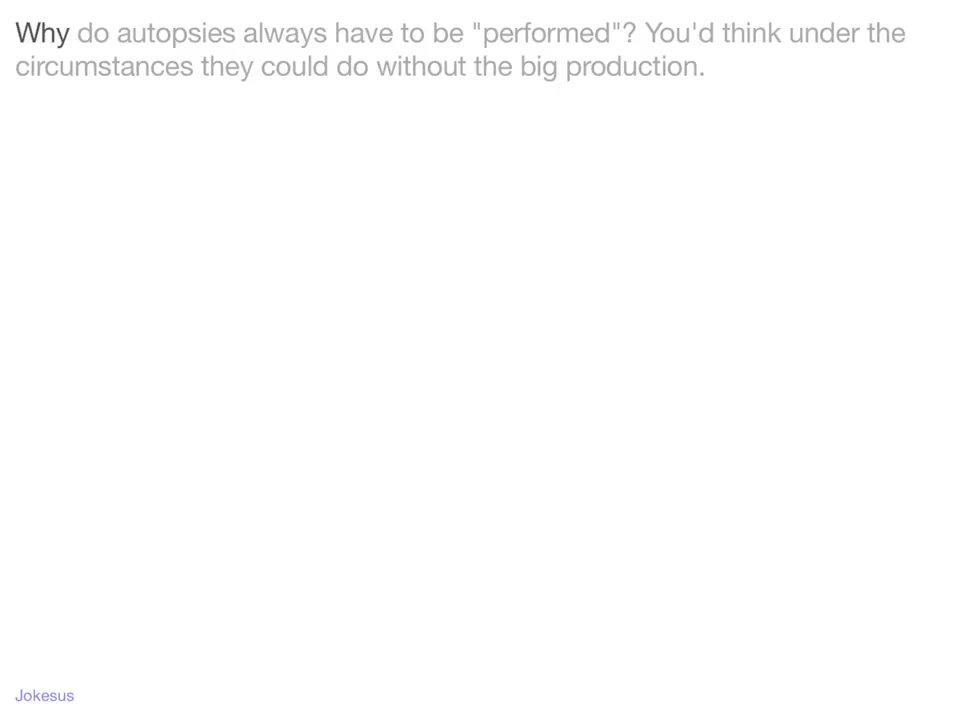 Why do autopsies always have to be "performed"? You'd think under the
circumstances they could do without the big production.
Jokesus